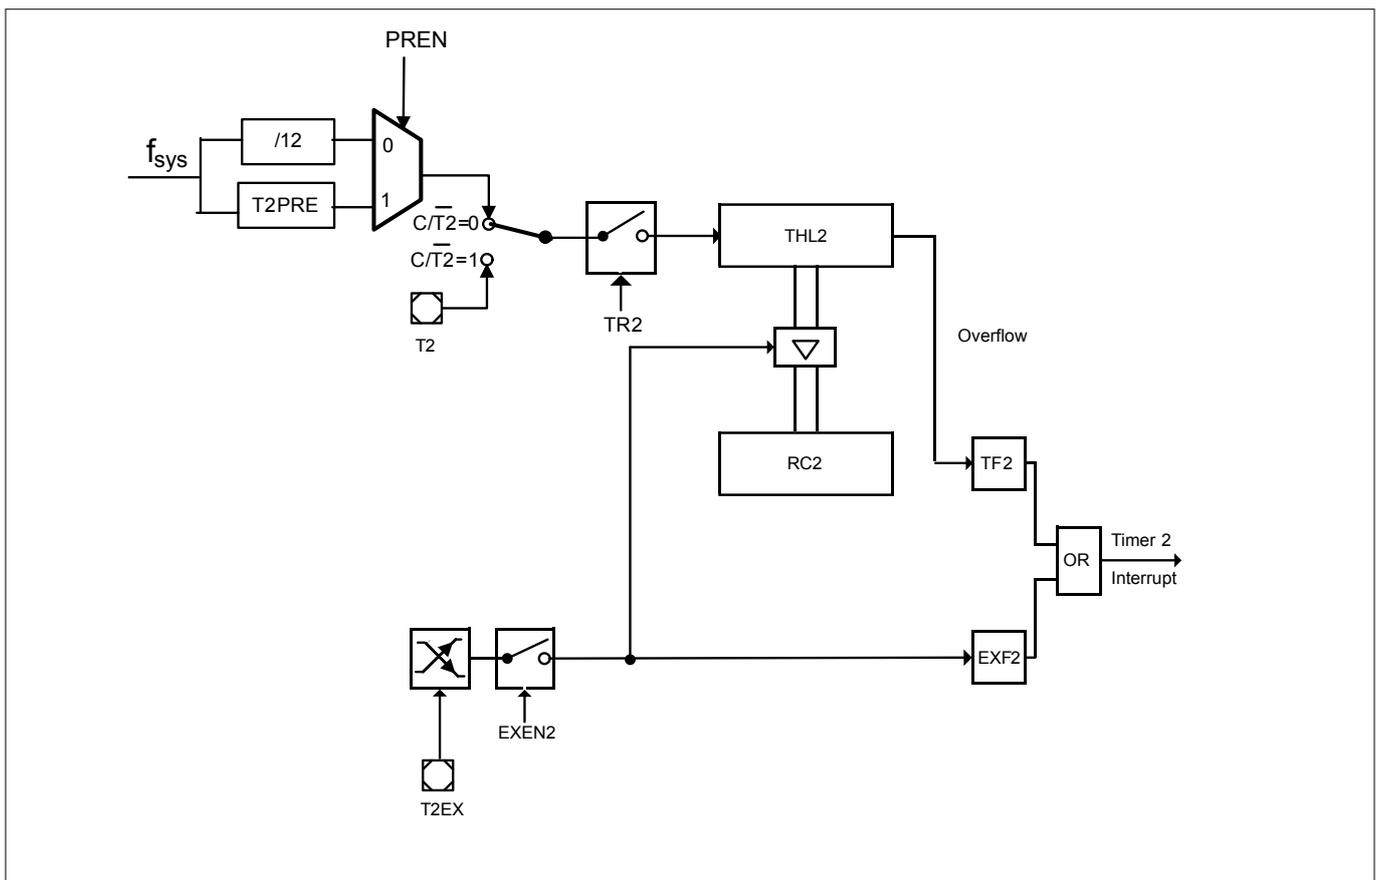 PREN
fsys
/12
0
T2PRE
1
C/T2=0
C/T2=1
T2
TR2
THL2
Overflow
RC2
TF2
OR
Timer 2
Interrupt
EXF2
EXEN2
T2EX